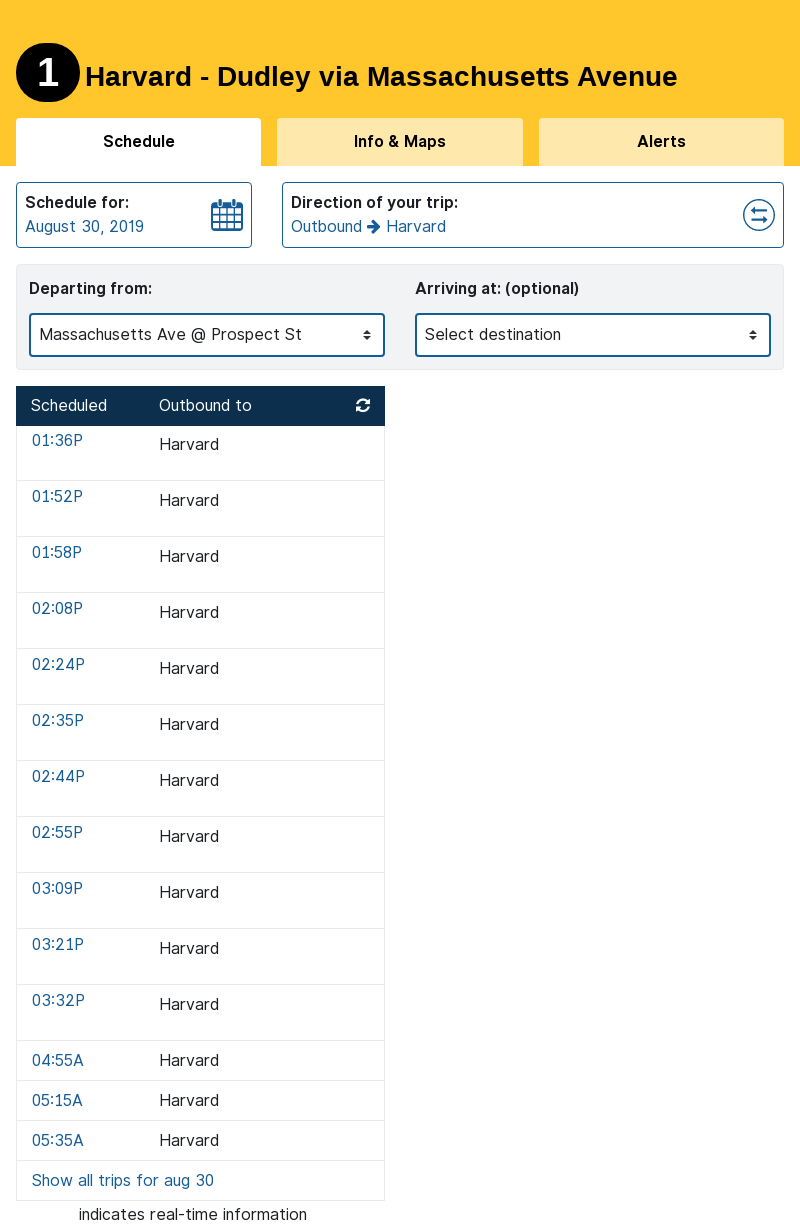 1 Harvard - Dudley via Massachusetts Avenue
Schedule Info & Maps Alerts
Schedule for:
August 30, 2019
Direction of your trip:
Outbound Harvard
Departing from:
Massachusetts Ave @ Prospect St
Arriving at: (optional)
Select destination
Scheduled Outbound to
01:36P Harvard
01:52P Harvard
01:58P Harvard
02:08P Harvard
02:24P Harvard
02:35P Harvard
02:44P Harvard
02:55P Harvard
03:09P Harvard
03:21P Harvard
03:32P Harvard
04:55A Harvard
05:15A Harvard
05:35A Harvard
Show all trips for aug 30
indicates real-time information